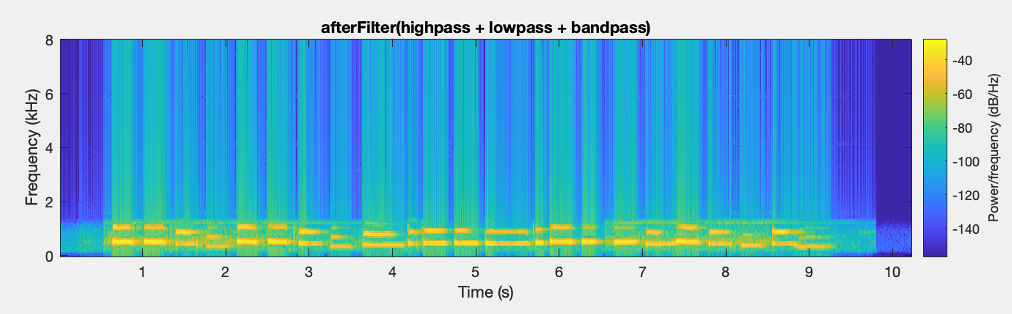 afterFilter(highpass + lowpass + bandpass)
8
6
4
2
0
Frequency (kHz)
1 2 3 4 5 6 7 8 9 10
Time (s)
-40
-60
-80
-100
-120
-140
Power/frequency (dB/Hz)